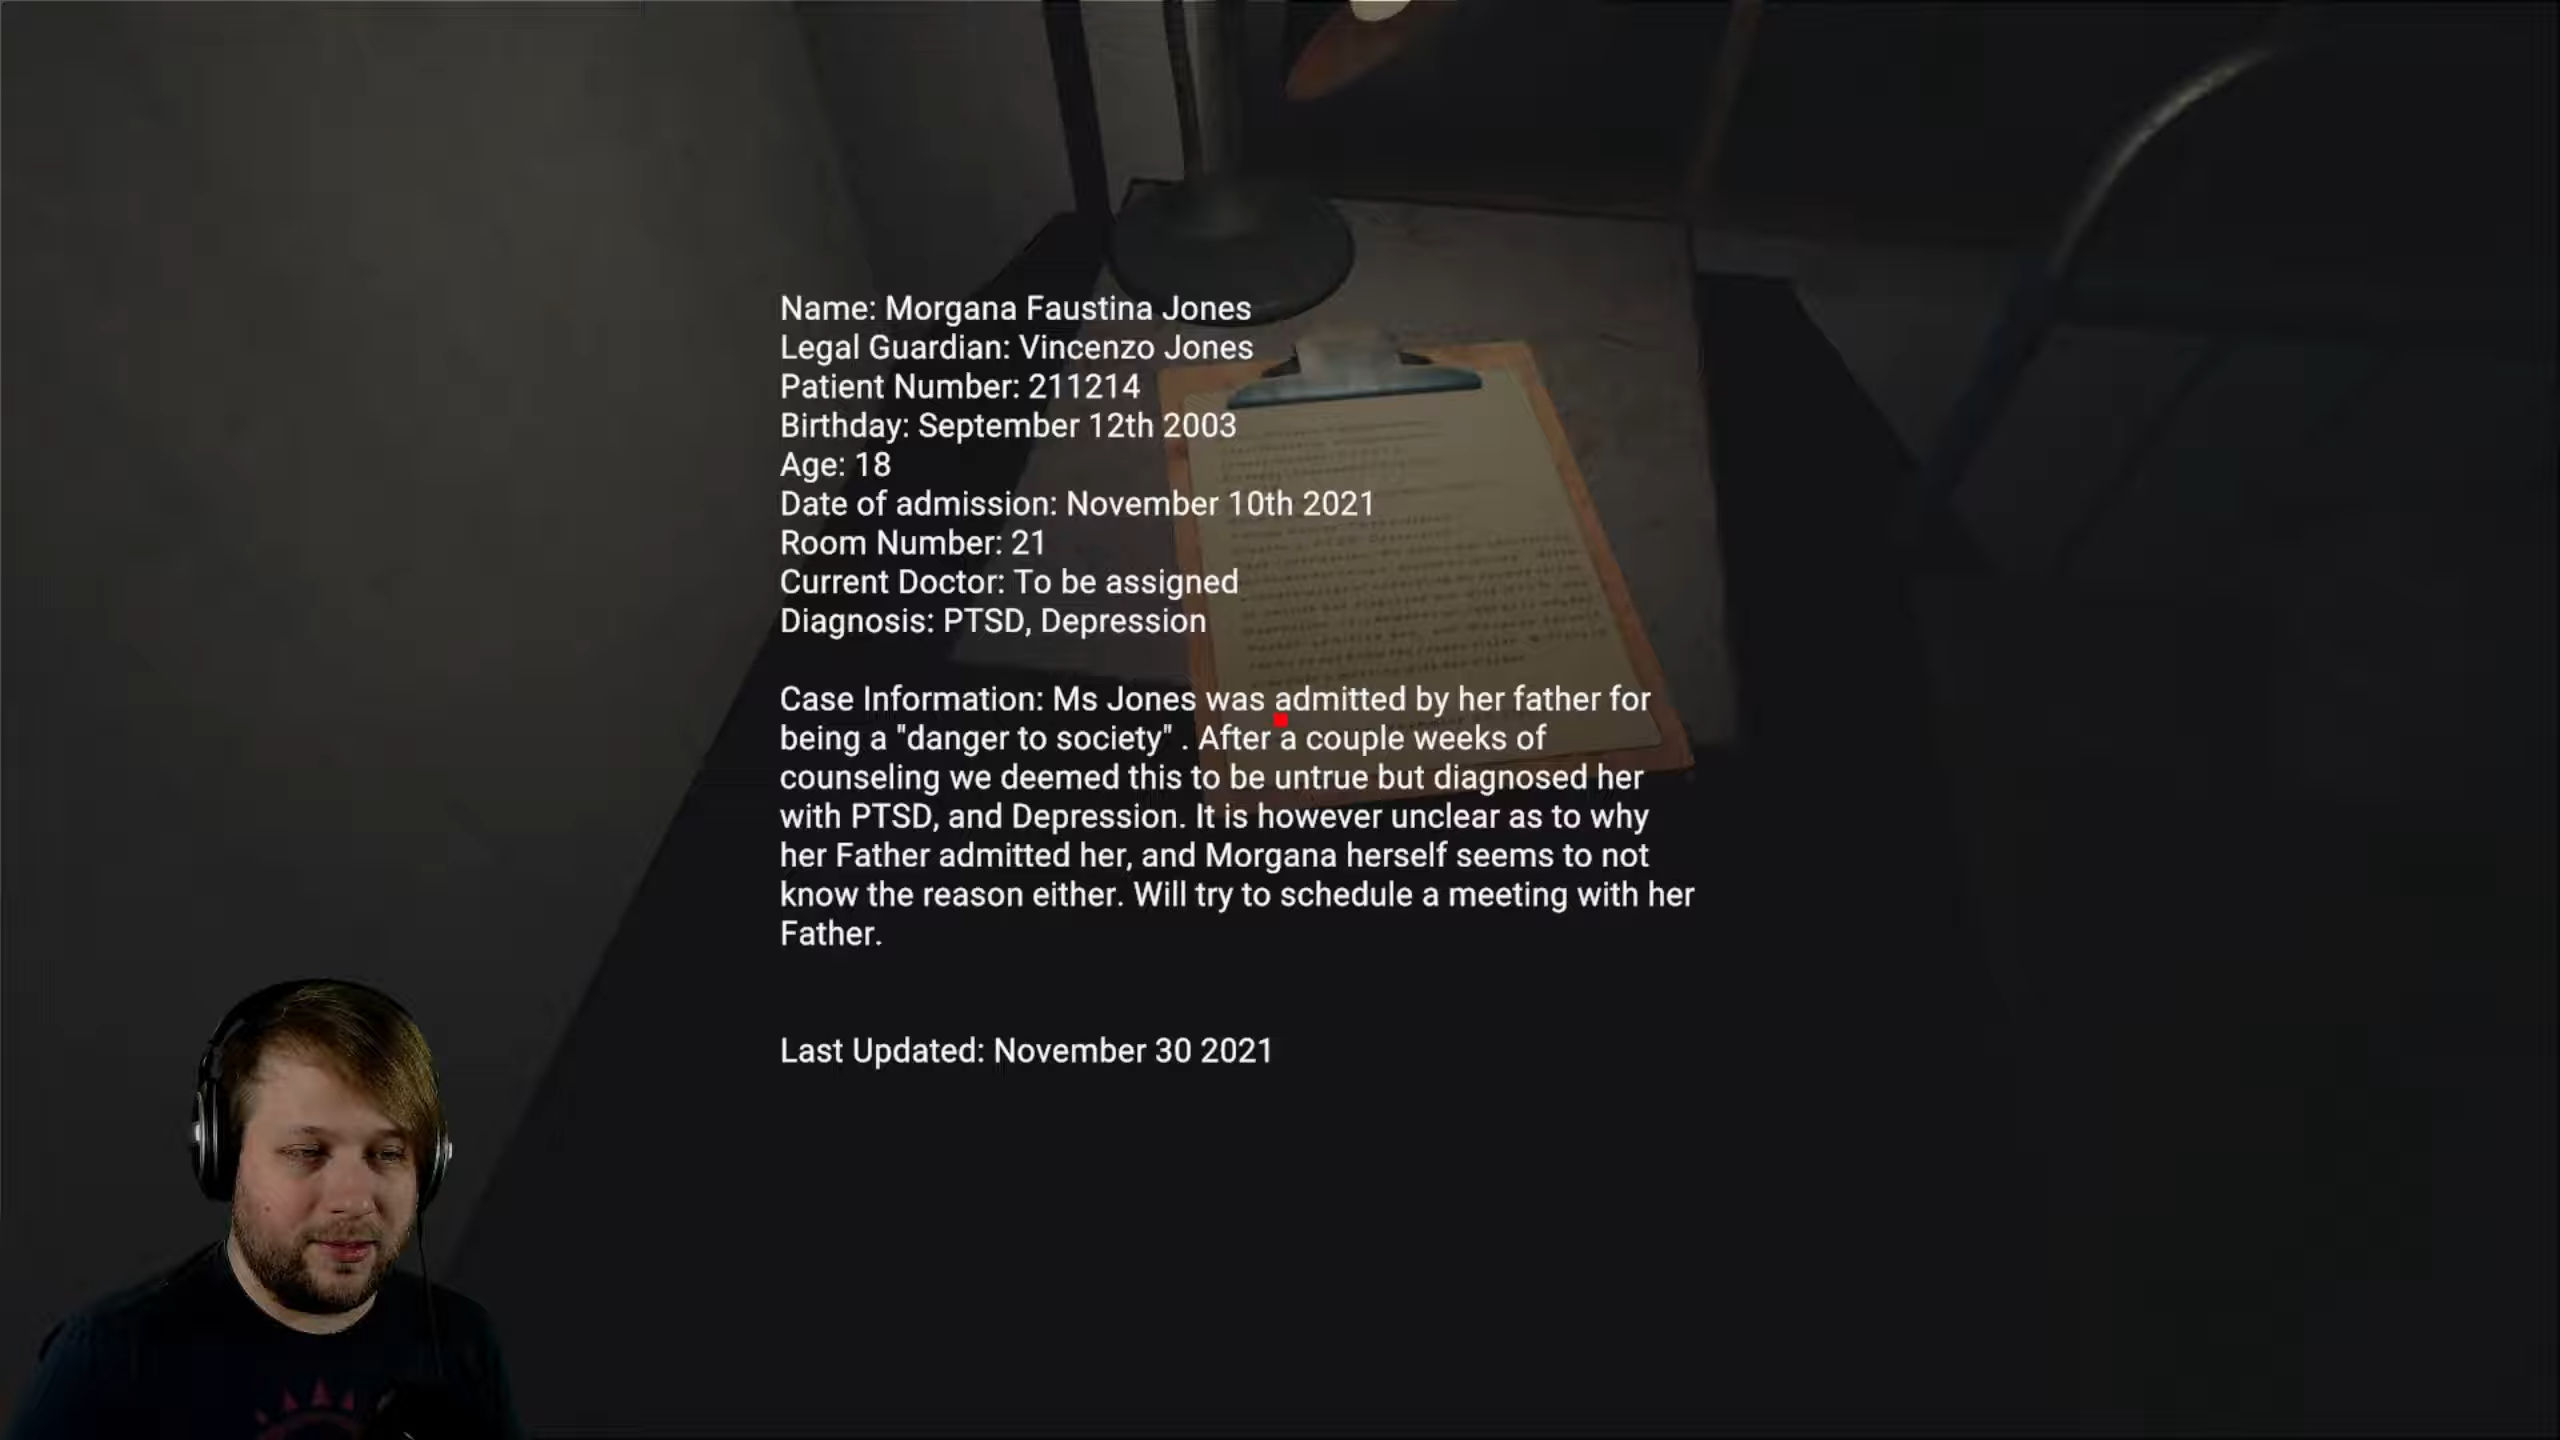 Name: Morgana Faustina Jones
Legal Guardian: Vincenzo Jones
Patient Number: 211214
Birthday: September 12th 2003
Age: 18
Date of admission: November 10th 2021
Room Number: 21
Current Doctor: To be assigned
Diagnosis: PTSD, Depression
Case Information: Ms Jones was admitted by her father for
being a "danger to society" . After a couple weeks of
counseling we deemed this to be untrue but diagnosed her
with PTSD, and Depression. It is however unclear as to why
her Father admitted her, and Morgana herself seems to not
know the reason either. Will try to schedule a meeting with her
Father.
Last Updated: November 30 2021